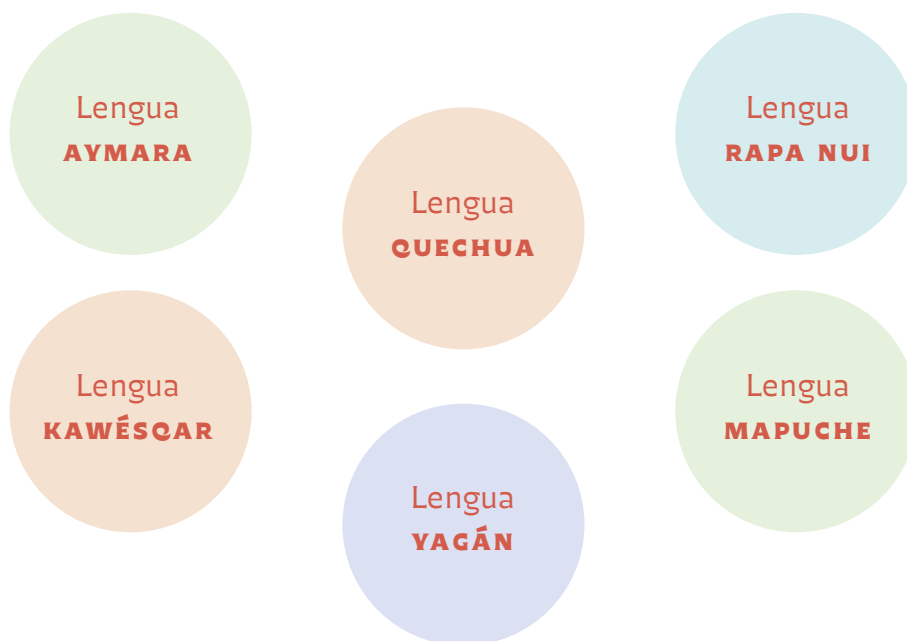 Lengua
AYMARA
Lengua
QUECHUA
Lengua
RAPA NUI
Lengua
KAWÉSQAR
Lengua
YAGÁN
Lengua
MAPUCHE